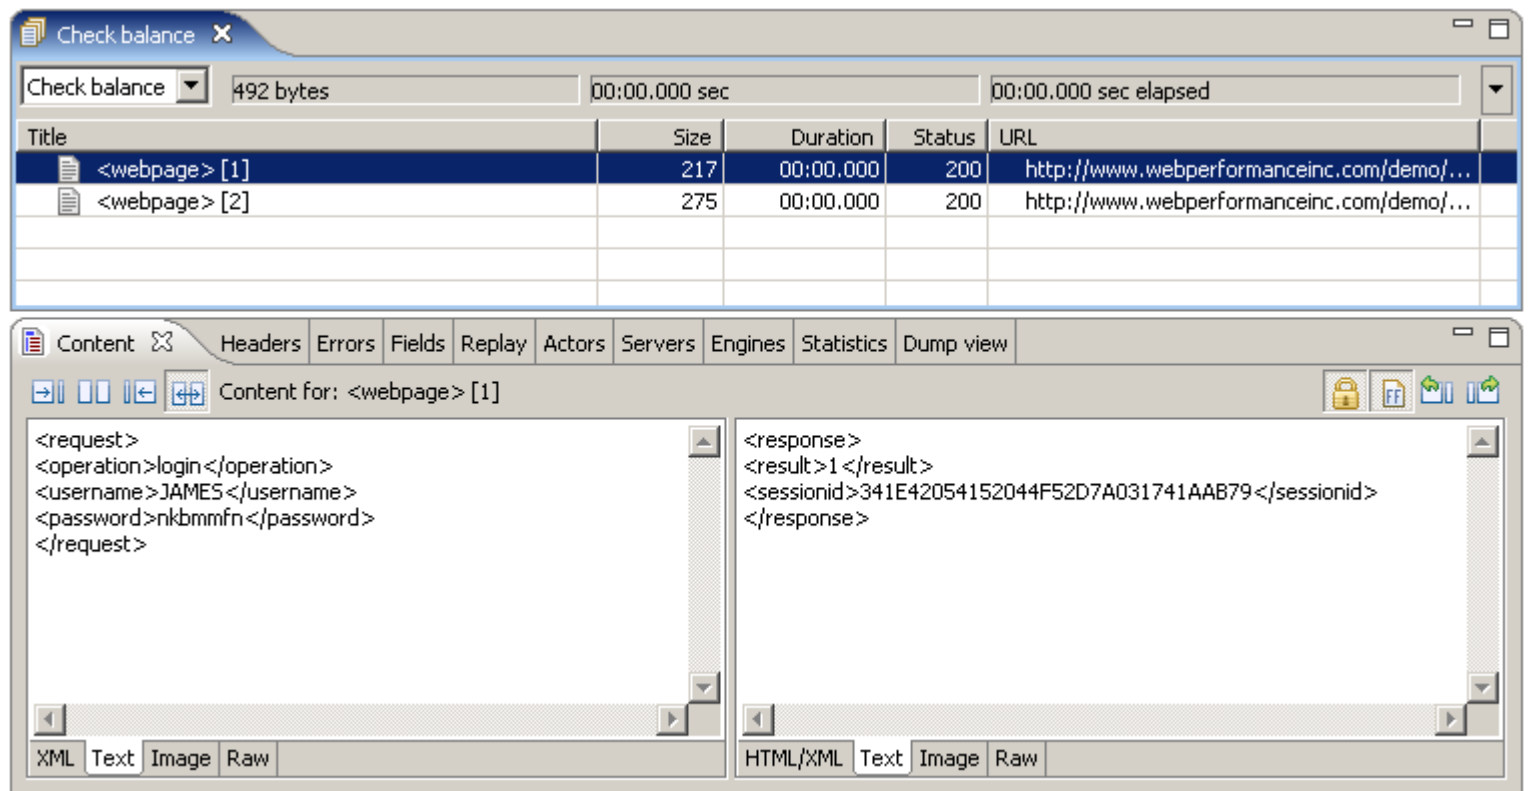 Check balance
Check balance 492 bytes 00:00.000 sec 00:00.000 sec elapsed
Title Size Duration Status URL
<webpage> [1] 217 00:00.000 200 http://www.webperformanceinc.com/demo/...
<webpage> [2] 275 00:00.000 200 http://www.webperformanceinc.com/demo/...
Content Headers Errors Fields Replay Actors Servers Engines Statistics Dump view
Content for: <webpage> [1] FF
<request>
<operation>login</operation>
<username>JAMES</username>
<password>nkbmmfn</password>
</request>
<response>
<result>1</result>
<sessionid>341E42054152044F52D7A031741AAB79</sessionid>
</response>
XML Text Image Raw
HTML/XML Text Image Raw